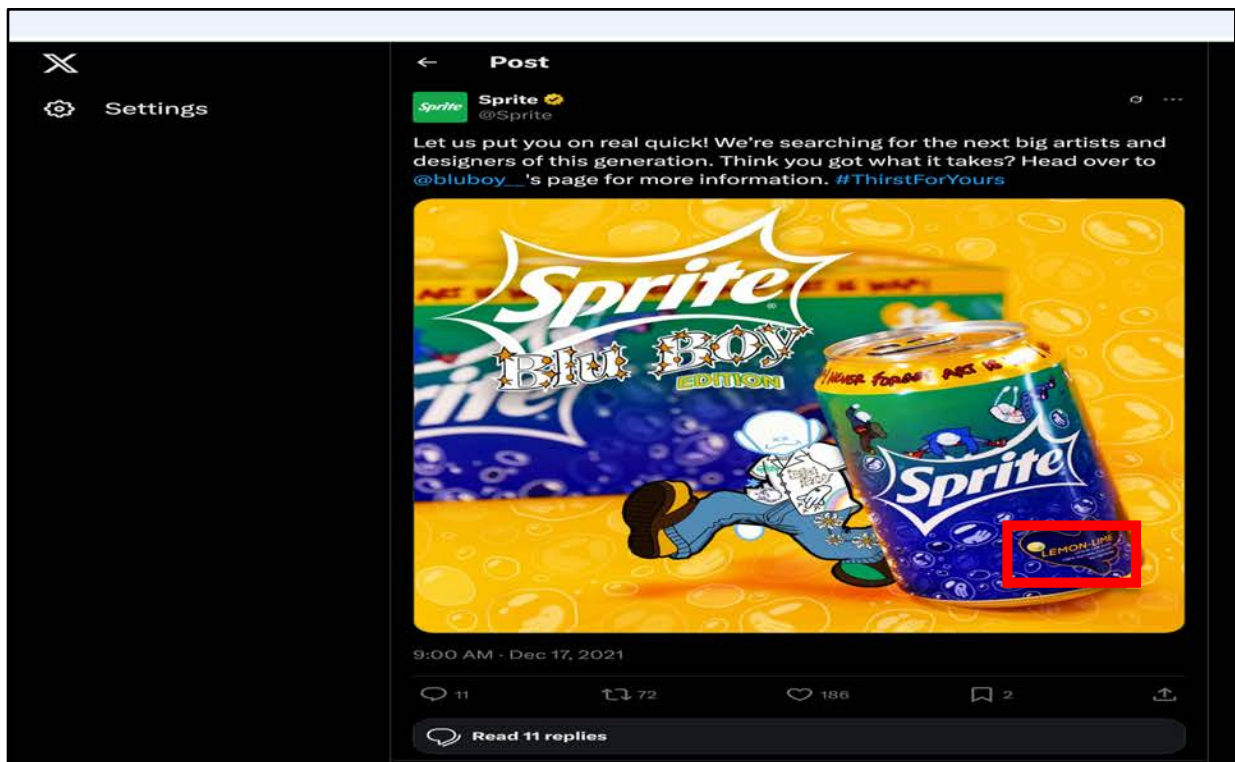 Post
Settings
Sprite
Sprite
@Sprite
Let us put you on real quick! We're searching for the next big artists and
designers of this generation. Think you got what it takes? Head over to
@bluboy__'s page for more information. #ThirstForYours
Sprite
Blu BOY
EDITION
rite
NEVER FORGET ART IS
Sprite
LEMON-LIME
9:00 AM · Dec 17, 2021
11
72
186
2
Read 11 replies